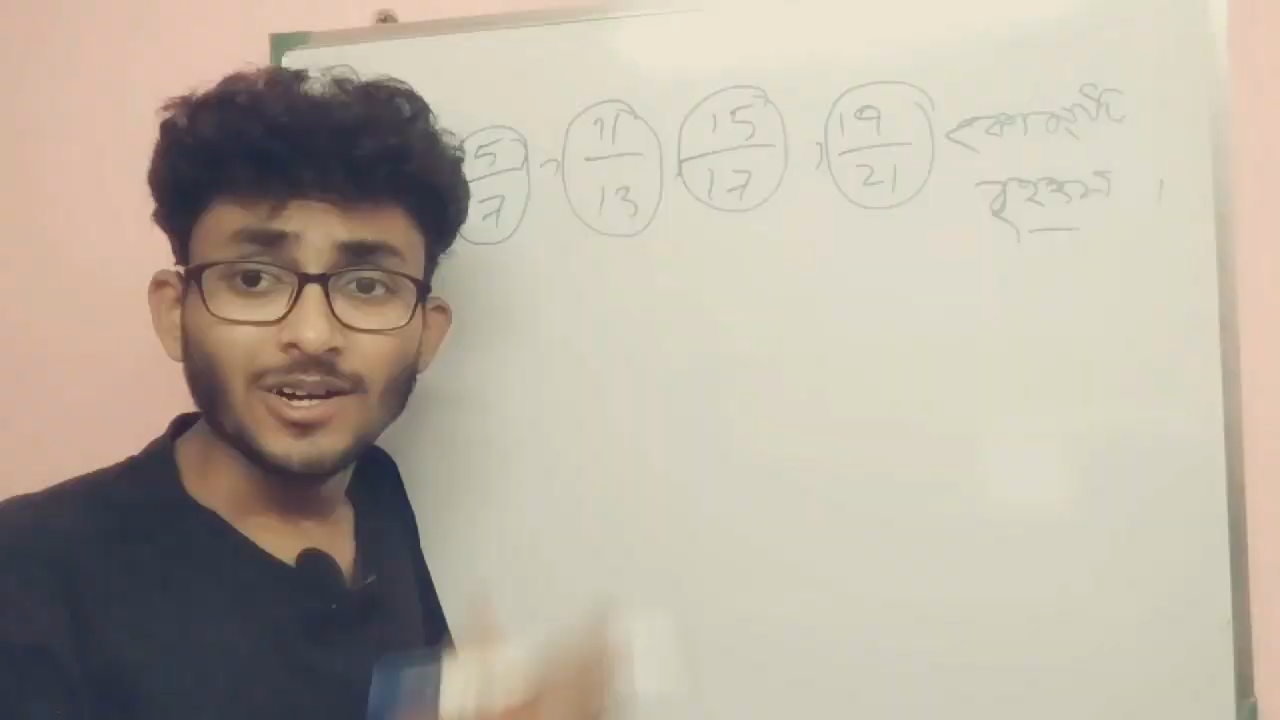 5/7 , 11/13 , 15/17 , 19/21 কোনটি
বৃহত্তম ।